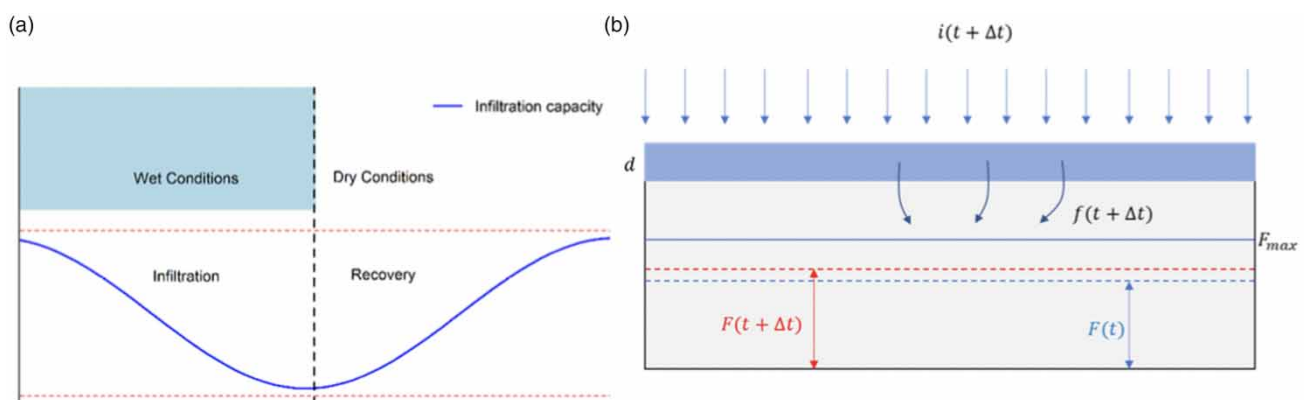 (a)
Infiltration capacity
Wet Conditions
Dry Conditions
Infiltration
Recovery
(b)
i(t + Δt)
d
f(t + Δt)
F_max
F(t + Δt)
F(t)